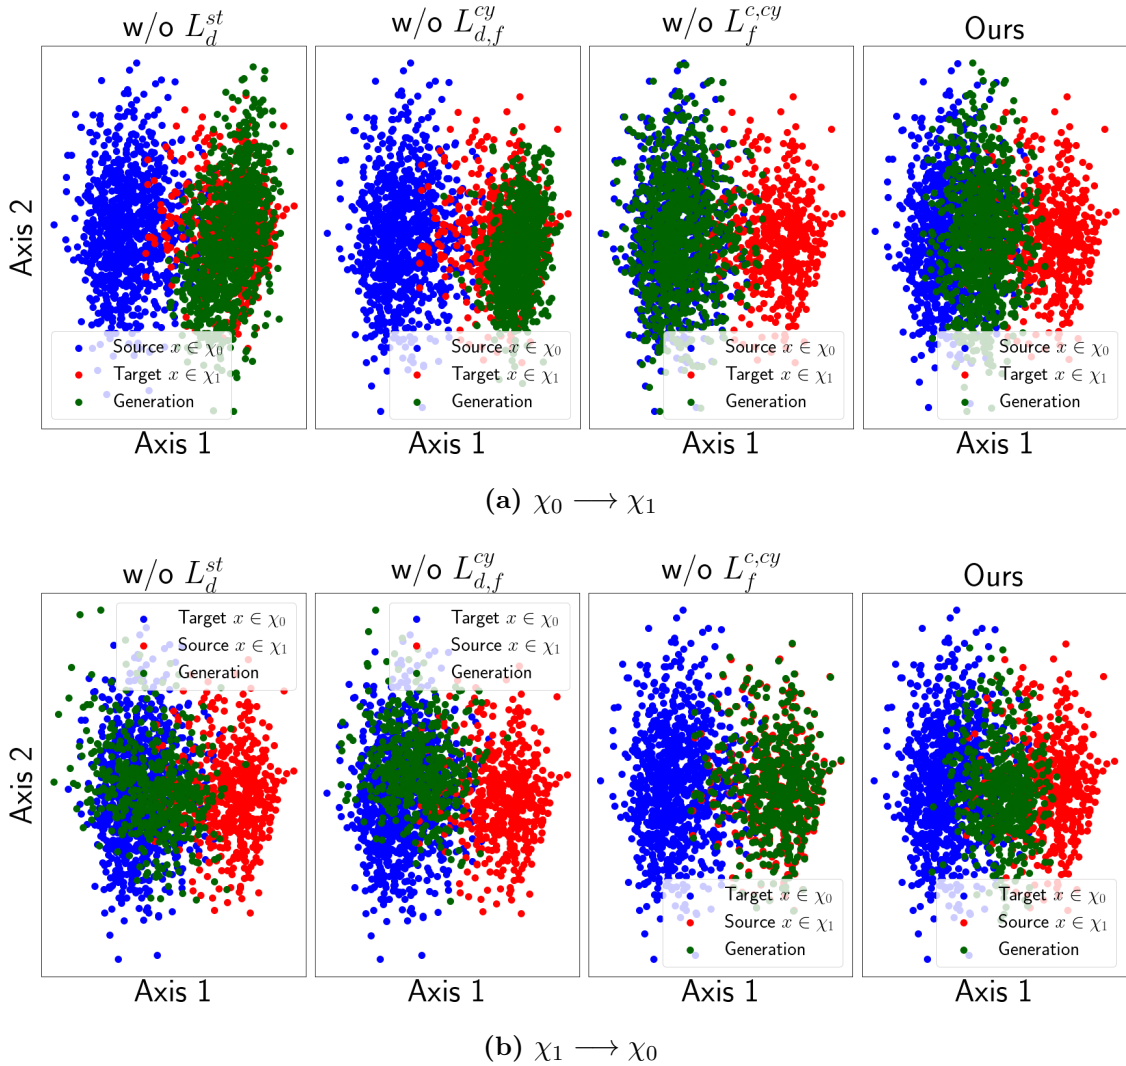 w/o $L_d^{st}$ w/o $L_{d,f}^{cy}$ w/o $L_f^{c,cy}$ Ours
Axis 2
Source $x \in \chi_0$ Source $x \in \chi_0$ Source $x \in \chi_0$ Source $x \in \chi_0$
Target $x \in \chi_1$ Target $x \in \chi_1$ Target $x \in \chi_1$ Target $x \in \chi_1$
Generation Generation Generation Generation
Axis 1 Axis 1 Axis 1 Axis 1
(a) $\chi_0 \longrightarrow \chi_1$
w/o $L_d^{st}$ w/o $L_{d,f}^{cy}$ w/o $L_f^{c,cy}$ Ours
Target $x \in \chi_0$ Target $x \in \chi_0$
Source $x \in \chi_1$ Source $x \in \chi_1$
Generation Generation
Axis 2
Target $x \in \chi_0$ Target $x \in \chi_0$
Source $x \in \chi_1$ Source $x \in \chi_1$
Generation Generation
Axis 1 Axis 1 Axis 1 Axis 1
(b) $\chi_1 \longrightarrow \chi_0$